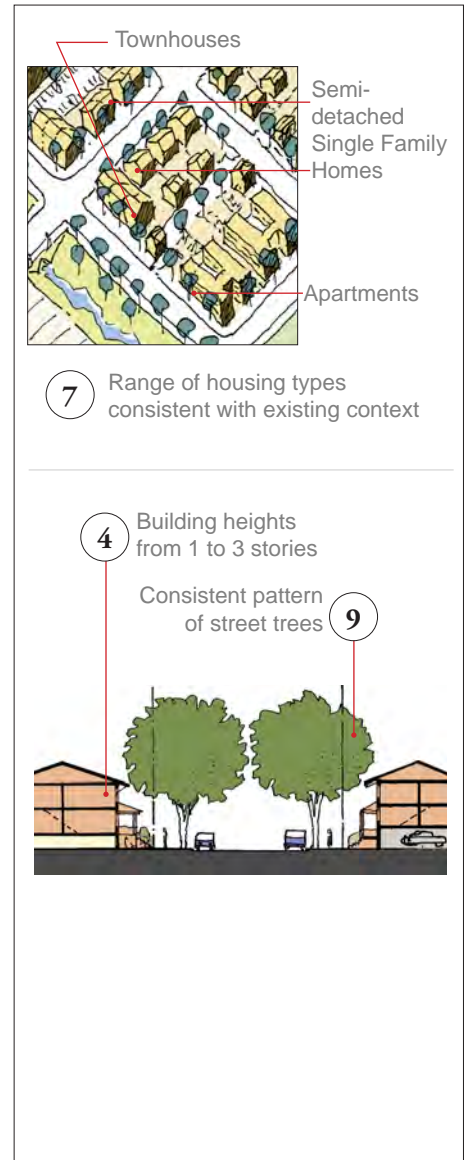 Townhouses
Semi-
detached
Single Family
Homes
Apartments
7
Range of housing types
consistent with existing context
4
Building heights
from 1 to 3 stories
Consistent pattern
of street trees
9